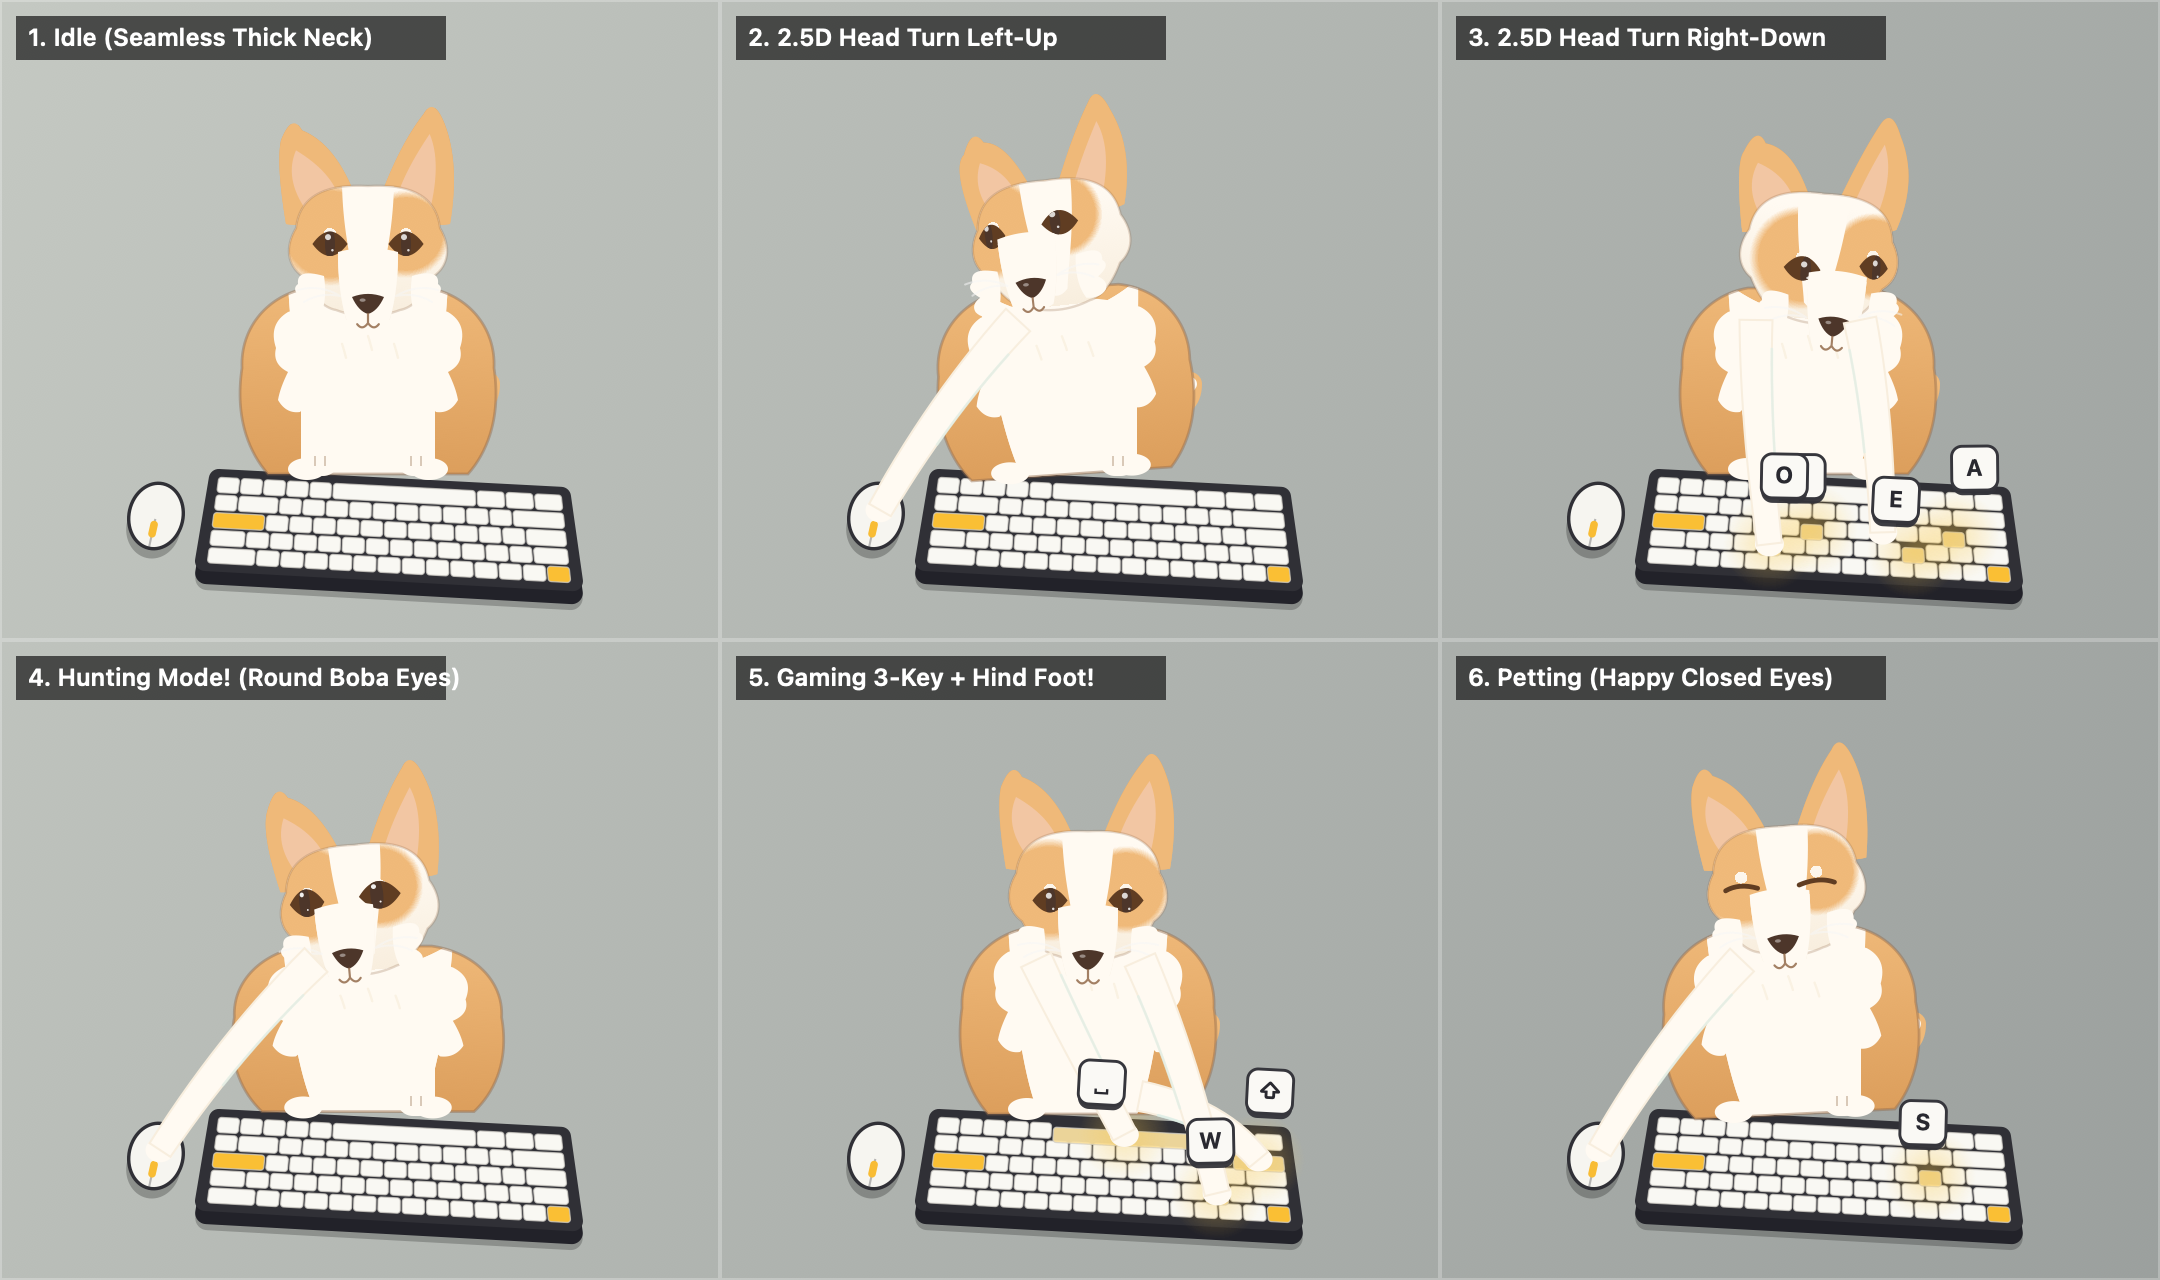 1. Idle (Seamless Thick Neck)
2. 2.5D Head Turn Left-Up
3. 2.5D Head Turn Right-Down
O
E
A
4. Hunting Mode! (Round Boba Eyes)
5. Gaming 3-Key + Hind Foot!
6. Petting (Happy Closed Eyes)
␣
W
⇧
S